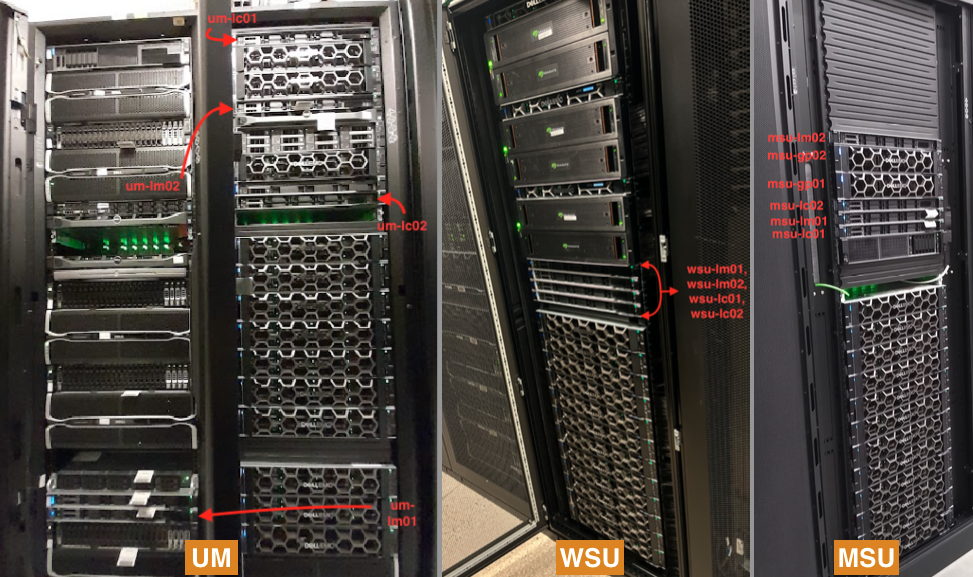 um-lc01
um-lm02
um-lc02
um-
lm01
UM
wsu-lm01,
wsu-lm02,
wsu-lc01,
wsu-lc02
WSU
msu-lm02
msu-gp02
msu-gp01
msu-lc02
msu-lm01
msu-lc01
MSU